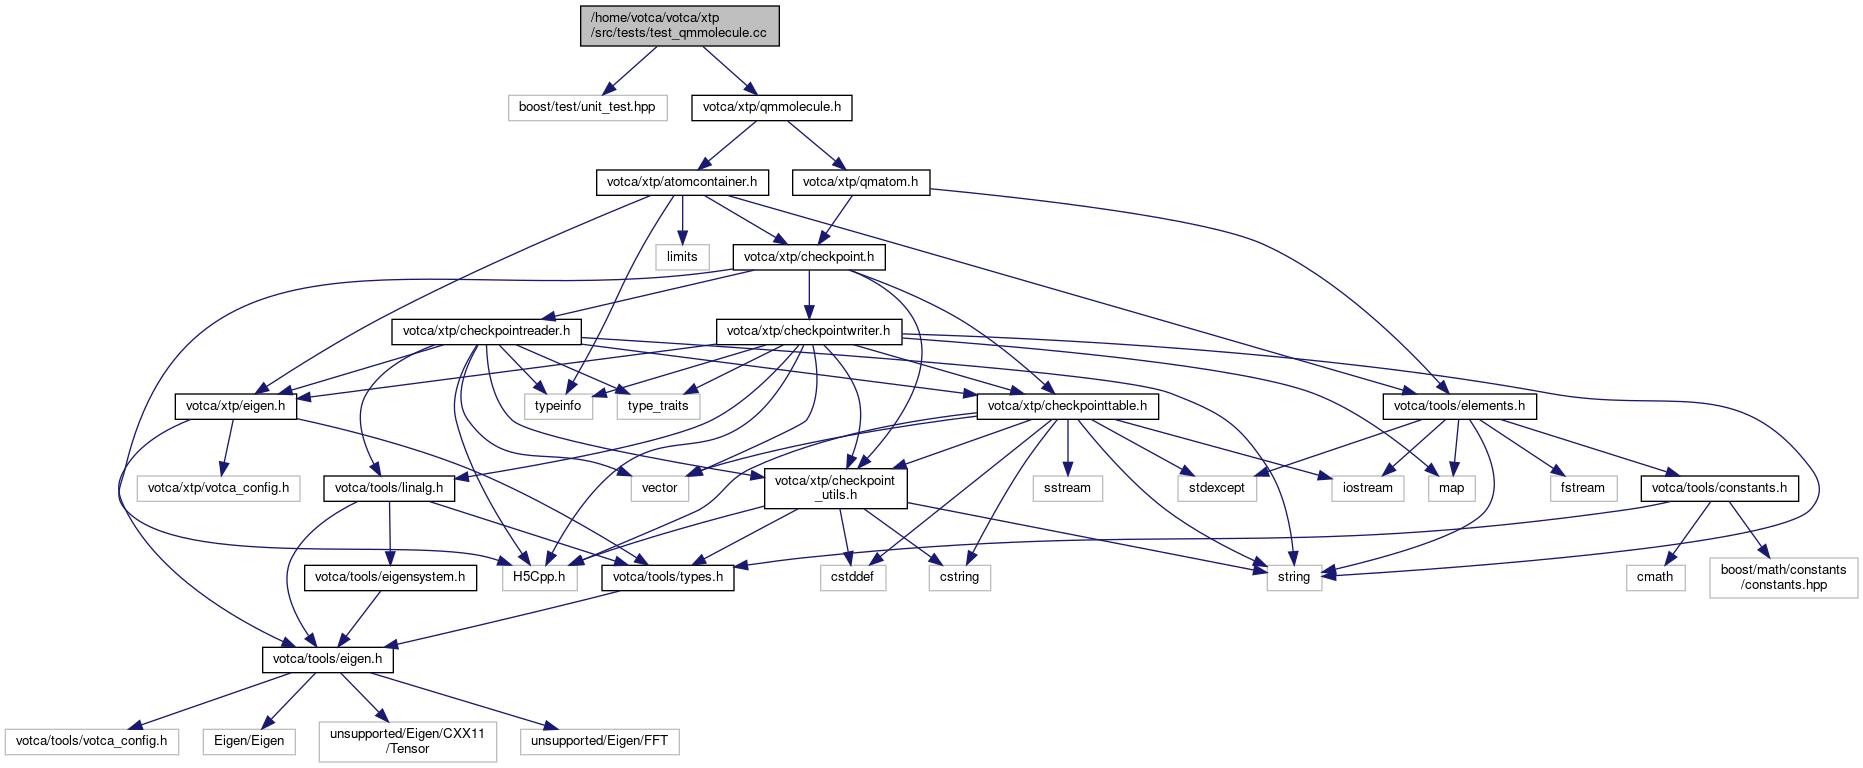 /home/votca/votca/xtp
/src/tests/test_qmmolecule.cc
boost/test/unit_test.hpp
votca/xtp/qmmolecule.h
votca/xtp/atomcontainer.h
votca/xtp/qmatom.h
limits
votca/xtp/checkpoint.h
votca/xtp/checkpointreader.h
votca/xtp/checkpointwriter.h
votca/xtp/eigen.h
typeinfo
type_traits
votca/xtp/checkpointtable.h
votca/tools/elements.h
votca/xtp/votca_config.h
votca/tools/linalg.h
vector
votca/xtp/checkpoint
_utils.h
sstream
stdexcept
iostream
map
fstream
votca/tools/constants.h
votca/tools/eigensystem.h
H5Cpp.h
votca/tools/types.h
cstddef
cstring
string
cmath
boost/math/constants
/constants.hpp
votca/tools/eigen.h
votca/tools/votca_config.h
Eigen/Eigen
unsupported/Eigen/CXX11
/Tensor
unsupported/Eigen/FFT